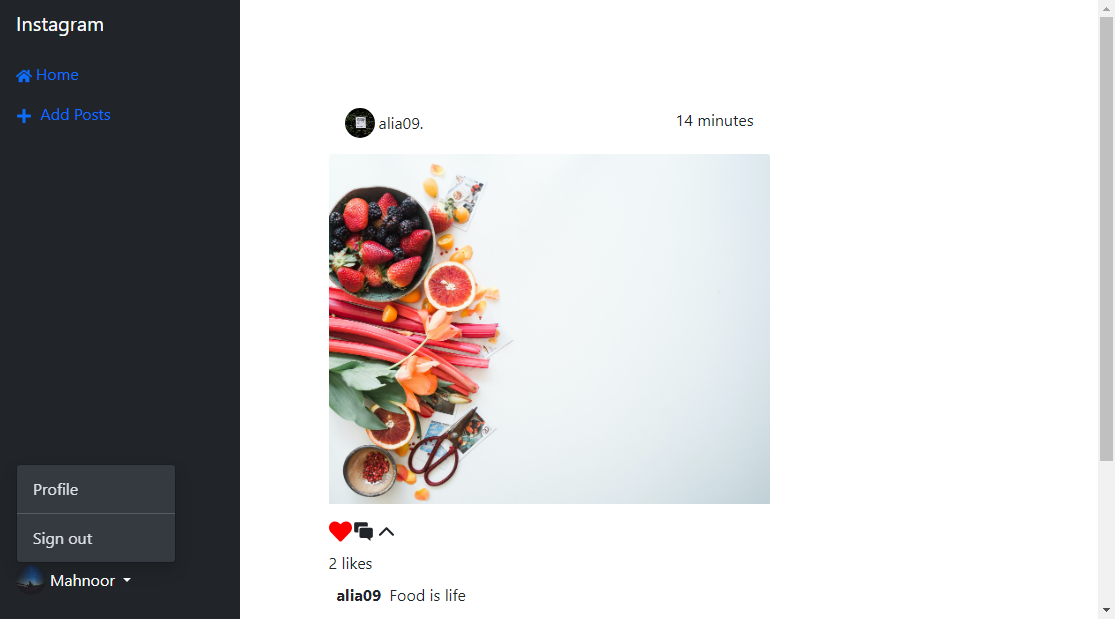 Instagram
Home
Add Posts
Profile
Sign out
Mahnoor
alia09.
14 minutes
2 likes
alia09 Food is life